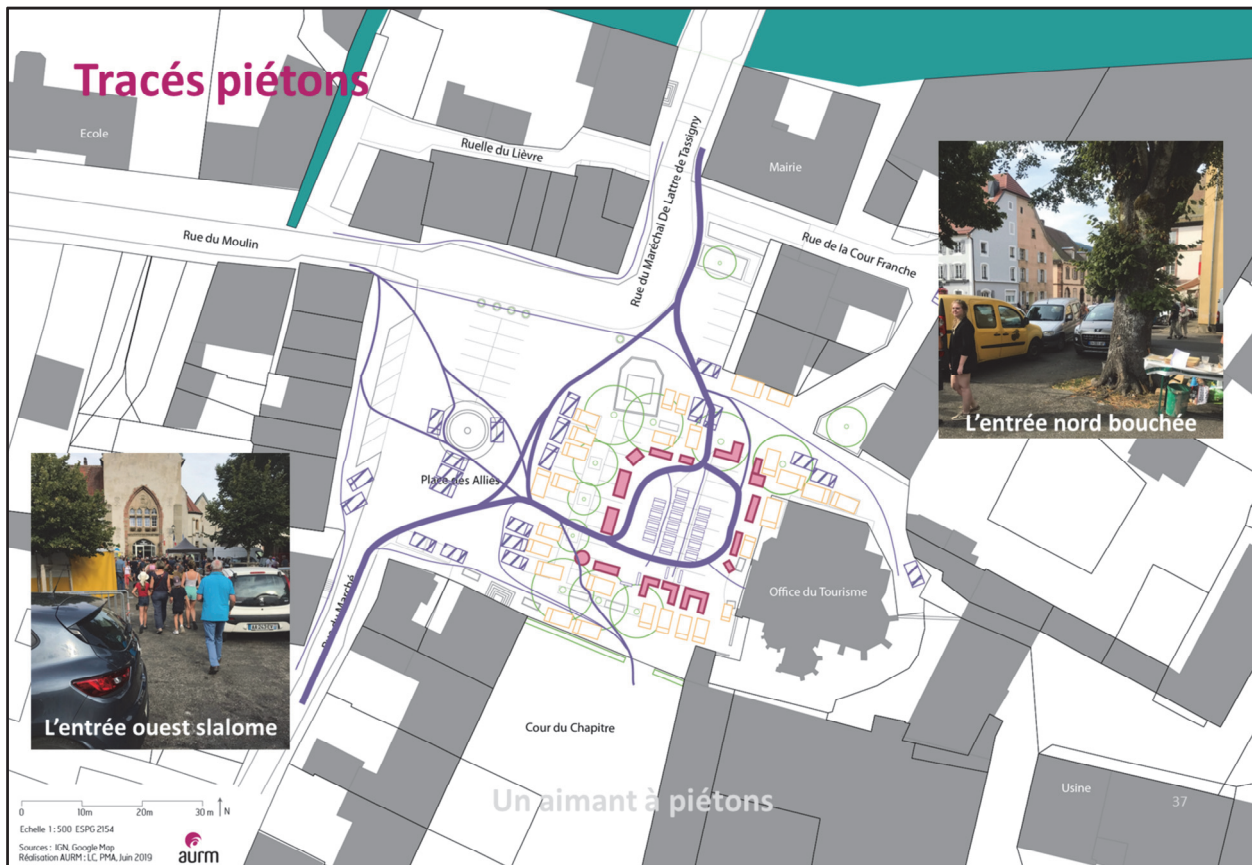 Tracés piétons
Ecole
Ruelle du Lièvre
Rue du Maréchal De Lattre de Tassigny
Mairie
Rue du Moulin
Rue de la Cour Franche
L'entrée nord bouchée
Place des Alliés
Rue du Marché
Office du Tourisme
L'entrée ouest slalome
Cour du Chapitre
Un aimant à piétons
Usine
37
0 10m 20m 30 m N
Echelle 1:500 ESPG 2154
Sources : IGN, Google Map
Réalisation AURM : LC, PMA, Juin 2019
aurm